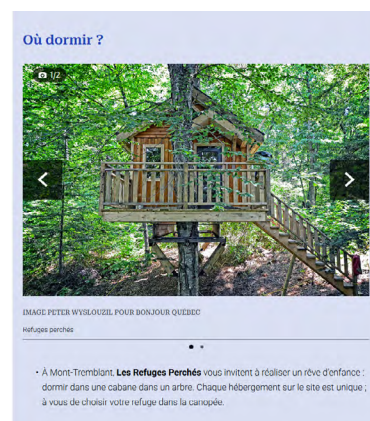 Où dormir ?
1/2
IMAGE PETER WYSLOUZIL POUR BONJOUR QUÉBEC
Refuges perchés
• À Mont-Tremblant, Les Refuges Perchés vous invitent à réaliser un rêve d'enfance :
dormir dans une cabane dans un arbre. Chaque hébergement sur le site est unique ;
à vous de choisir votre refuge dans la canopée.